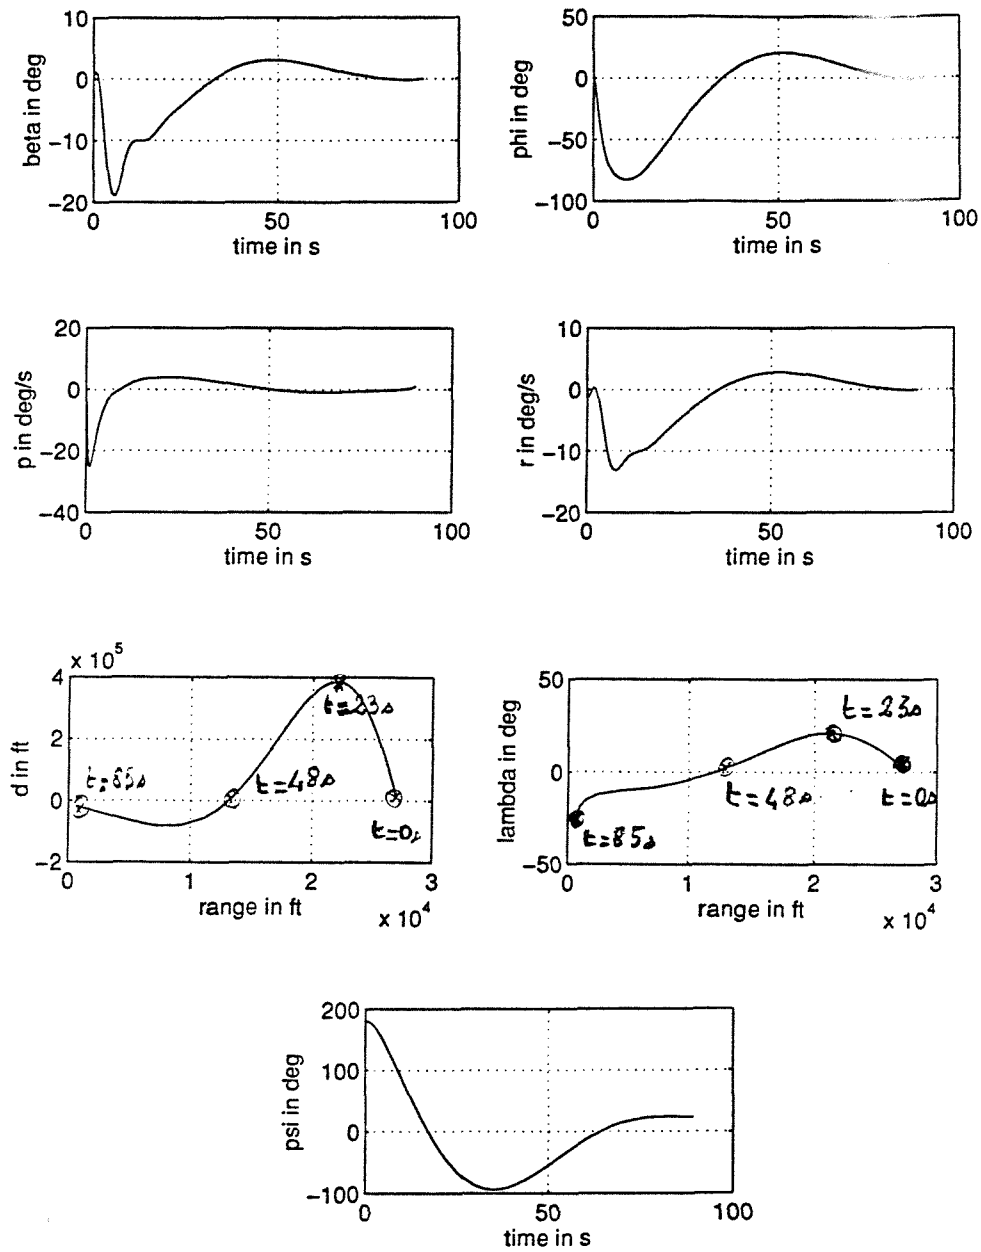 10
0
−10
−20
beta in deg
0
50
100
time in s
50
0
−50
−100
phi in deg
0
50
100
time in s
20
0
−20
−40
p in deg/s
0
50
100
time in s
10
0
−10
−20
r in deg/s
0
50
100
time in s
x 10^5
4
2
0
−2
d in ft
t=23s
t=85s
t=48s
t=0s
0
1
2
3
range in ft
x 10^4
50
0
−50
lambda in deg
t=23s
t=48s
t=0s
t=85s
0
1
2
3
range in ft
x 10^4
200
100
0
−100
psi in deg
0
50
100
time in s